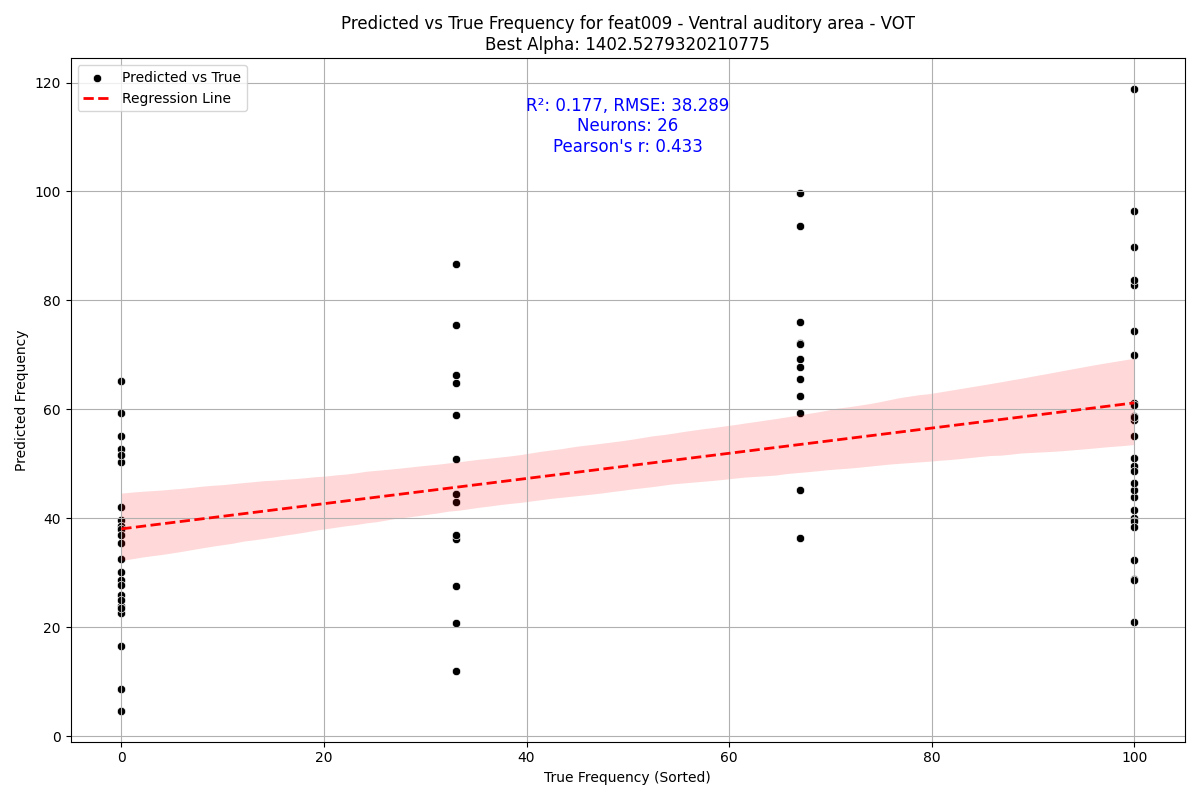 Predicted vs True Frequency for feat009 - Ventral auditory area - VOT
Best Alpha: 1402.5279320210775
Predicted vs True
Regression Line
R²: 0.177, RMSE: 38.289
Neurons: 26
Pearson's r: 0.433
Predicted Frequency
120
100
80
60
40
20
0
0 20 40 60 80 100
True Frequency (Sorted)